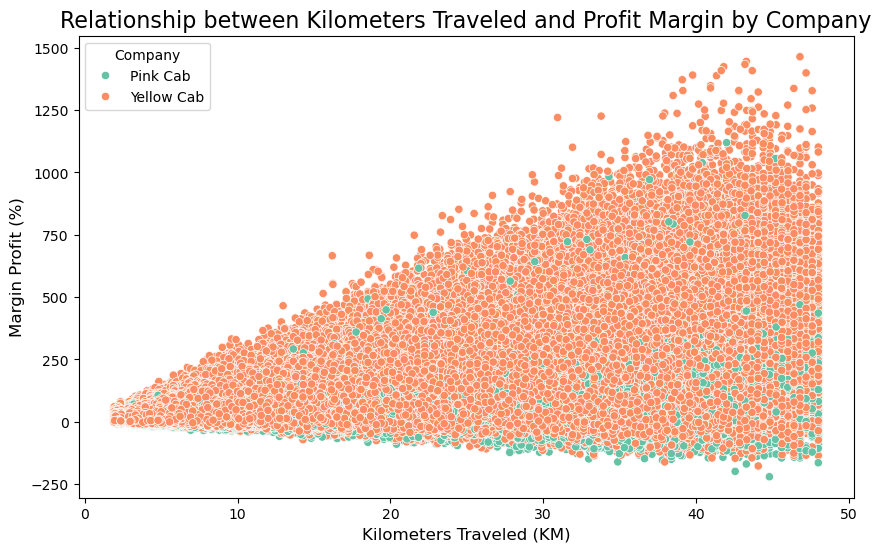 Relationship between Kilometers Traveled and Profit Margin by Company
Company
Pink Cab
Yellow Cab
Margin Profit (%)
1500
1250
1000
750
500
250
0
−250
0 10 20 30 40 50
Kilometers Traveled (KM)